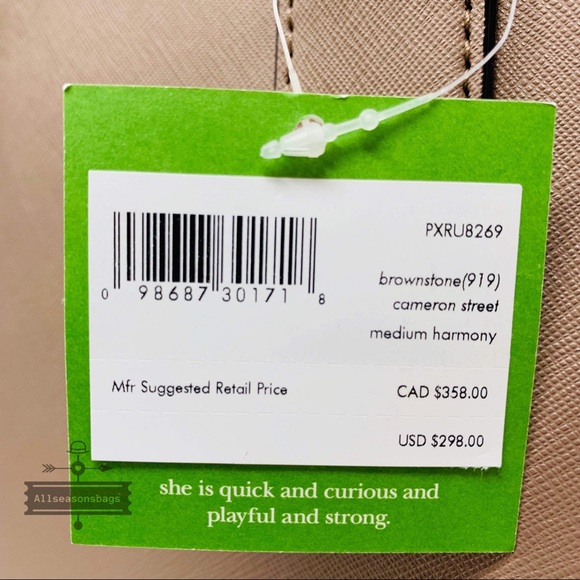 PXRU8269
0 98687 30171 8
brownstone(919)
cameron street
medium harmony
Mfr Suggested Retail Price
CAD $358.00
USD $298.00
she is quick and curious and
playful and strong.
Allseasonsbags